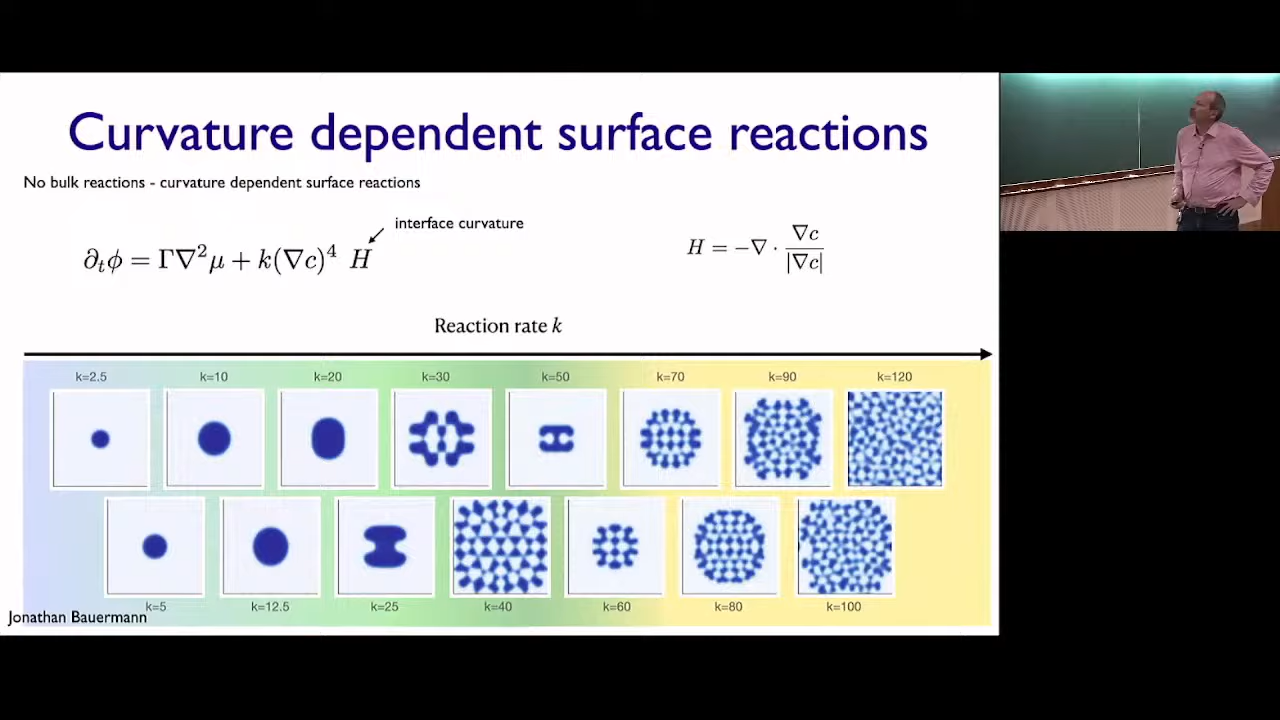 Curvature dependent surface reactions
No bulk reactions - curvature dependent surface reactions
interface curvature
∂ₜϕ = Γ∇²μ + k(∇c)⁴ H
H = −∇ · ∇c / |∇c|
Reaction rate k
k=2.5 k=10 k=20 k=30 k=50 k=70 k=90 k=120
k=5 k=12.5 k=25 k=40 k=60 k=80 k=100
Jonathan Bauermann